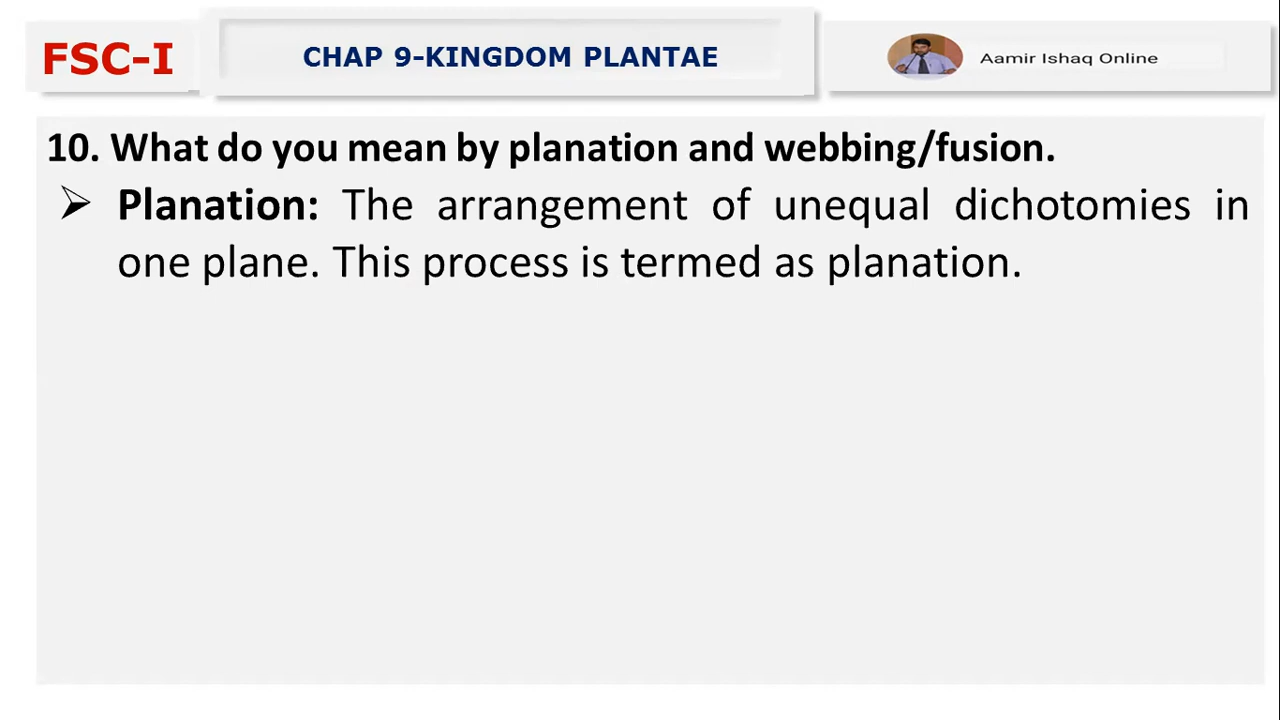 FSC-I
CHAP 9-KINGDOM PLANTAE
Aamir Ishaq Online
10. What do you mean by planation and webbing/fusion.
➢ Planation: The arrangement of unequal dichotomies in
one plane. This process is termed as planation.